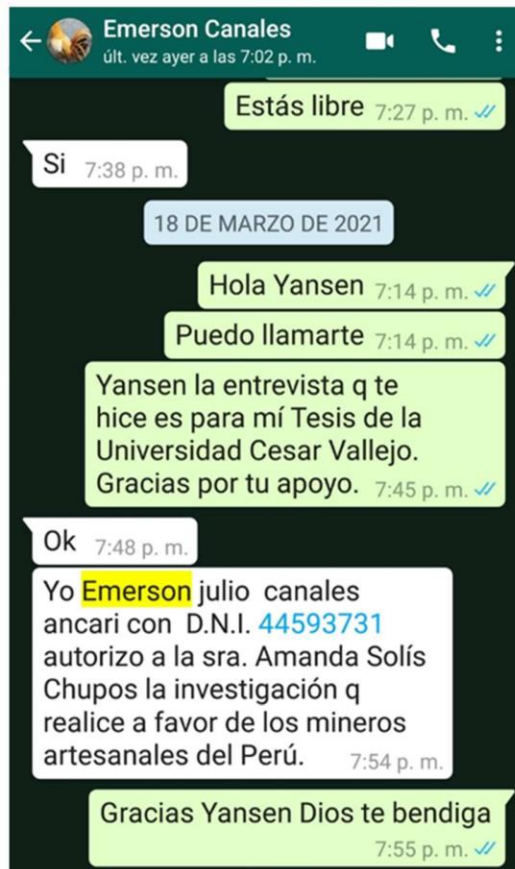 Emerson Canales
últ. vez ayer a las 7:02 p. m.
Estás libre 7:27 p. m.
Si 7:38 p. m.
18 DE MARZO DE 2021
Hola Yansen 7:14 p. m.
Puedo llamarte 7:14 p. m.
Yansen la entrevista q te
hice es para mí Tesis de la
Universidad Cesar Vallejo.
Gracias por tu apoyo. 7:45 p. m.
Ok 7:48 p. m.
Yo Emerson julio canales
ancari con D.N.I. 44593731
autorizo a la sra. Amanda Solís
Chupos la investigación q
realice a favor de los mineros
artesanales del Perú. 7:54 p. m.
Gracias Yansen Dios te bendiga
7:55 p. m.